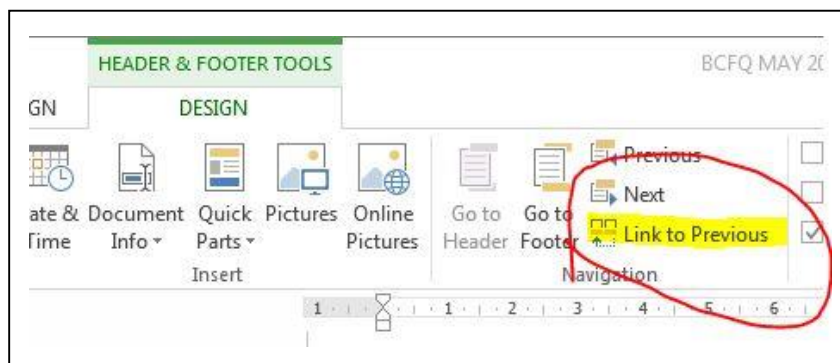 HEADER & FOOTER TOOLS
BCFQ MAY 20
GN DESIGN
Previous
Next
ate & Document Quick Pictures Online Go to Go to Link to Previous
Time Info Parts Pictures Header Footer
Insert Navigation
1 1 2 3 4 5 6